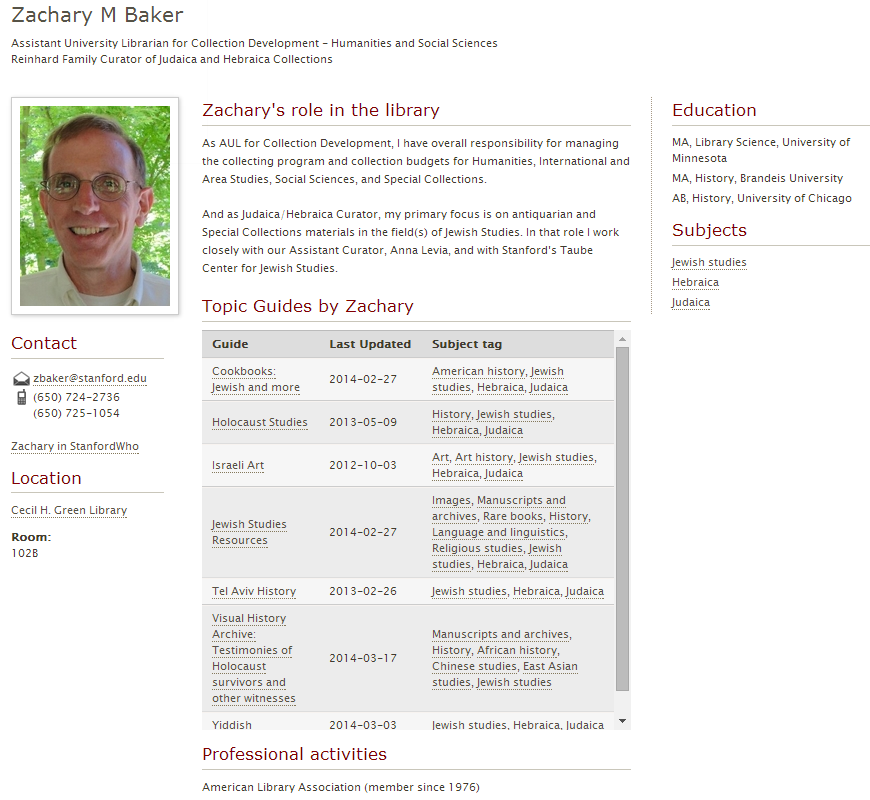 Zachary M Baker
Assistant University Librarian for Collection Development - Humanities and Social Sciences
Reinhard Family Curator of Judaica and Hebraica Collections
Contact
zbaker@stanford.edu
(650) 724-2736
(650) 725-1054
Zachary in StanfordWho
Location
Cecil H. Green Library
Room:
102B
Zachary's role in the library
As AUL for Collection Development, I have overall responsibility for managing
the collecting program and collection budgets for Humanities, International and
Area Studies, Social Sciences, and Special Collections.
And as Judaica/Hebraica Curator, my primary focus is on antiquarian and
Special Collections materials in the field(s) of Jewish Studies. In that role I work
closely with our Assistant Curator, Anna Levia, and with Stanford's Taube
Center for Jewish Studies.
Topic Guides by Zachary
Guide Last Updated Subject tag
Cookbooks:
Jewish and more
2014-02-27
American history, Jewish
studies, Hebraica, Judaica
Holocaust Studies
2013-05-09
History, Jewish studies,
Hebraica, Judaica
Israeli Art
2012-10-03
Art, Art history, Jewish studies,
Hebraica, Judaica
Jewish Studies
Resources
2014-02-27
Images, Manuscripts and
archives, Rare books, History,
Language and linguistics,
Religious studies, Jewish
studies, Hebraica, Judaica
Tel Aviv History 2013-02-26 Jewish studies, Hebraica, Judaica
Visual History
Archive:
Testimonies of
Holocaust
survivors and
other witnesses
2014-03-17
Manuscripts and archives,
History, African history,
Chinese studies, East Asian
studies, Jewish studies
Yiddish 2014-03-03 Jewish studies, Hebraica, Judaica
Professional activities
American Library Association (member since 1976)
Education
MA, Library Science, University of
Minnesota
MA, History, Brandeis University
AB, History, University of Chicago
Subjects
Jewish studies
Hebraica
Judaica